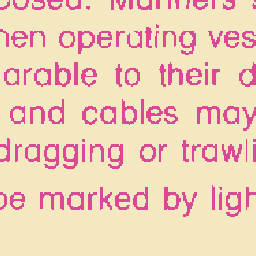 posed. Mariners
hen operating ves
arable to their d
and cables may
dragging or trawli
be marked by ligh